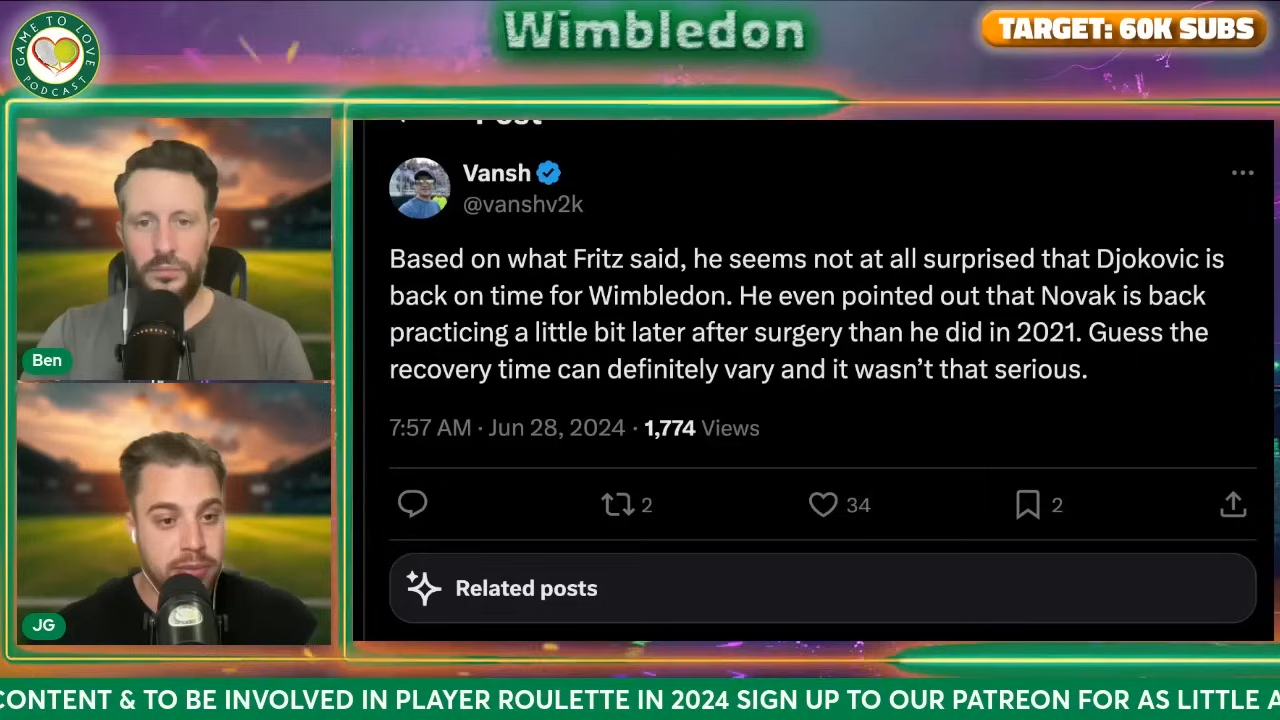 GAME TO LOVE
PODCAST
Wimbledon
TARGET: 60K SUBS
Post
Vansh
@vanshv2k
Based on what Fritz said, he seems not at all surprised that Djokovic is
back on time for Wimbledon. He even pointed out that Novak is back
practicing a little bit later after surgery than he did in 2021. Guess the
recovery time can definitely vary and it wasn’t that serious.
7:57 AM · Jun 28, 2024 · 1,774 Views
2 34 2
Related posts
Ben
JG
CONTENT & TO BE INVOLVED IN PLAYER ROULETTE IN 2024 SIGN UP TO OUR PATREON FOR AS LITTLE A